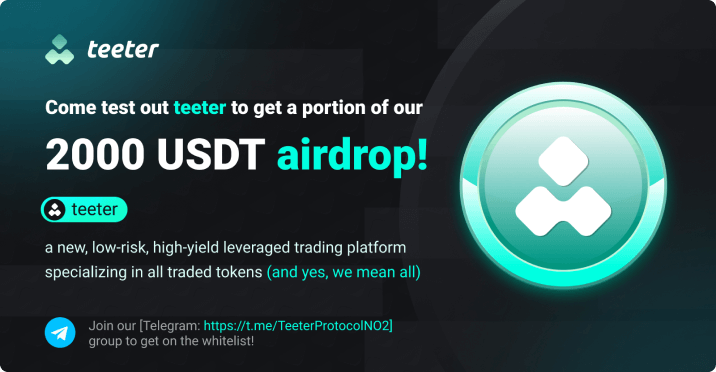 teeter
Come test out teeter to get a portion of our
2000 USDT airdrop!
teeter
a new, low-risk, high-yield leveraged trading platform
specializing in all traded tokens (and yes, we mean all)
Join our [Telegram: https://t.me/TeeterProtocolNO2]
group to get on the whitelist!